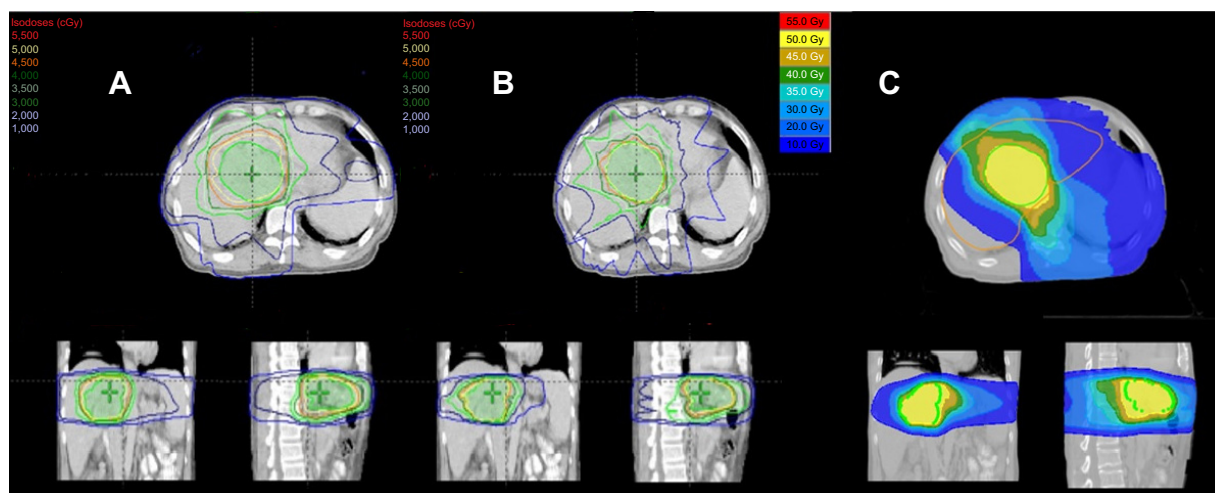 Isodoses (cGy)
5,500
5,000
4,500
4,000
3,500
3,000
2,000
1,000
A
Isodoses (cGy)
5,500
5,000
4,500
4,000
3,500
3,000
2,000
1,000
B
55.0 Gy
50.0 Gy
45.0 Gy
40.0 Gy
35.0 Gy
30.0 Gy
20.0 Gy
10.0 Gy
C